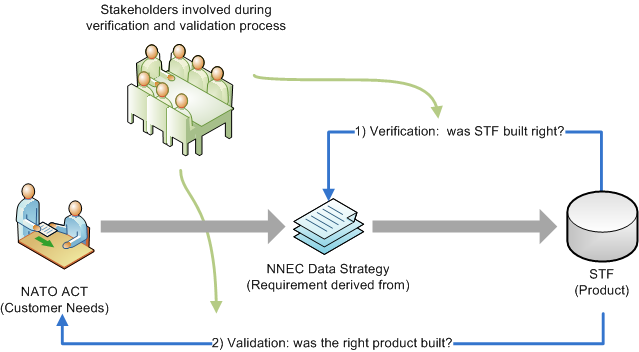 Stakeholders involved during
verification and validation process
1) Verification:  was STF built right?
NATO ACT
(Customer Needs)
NNEC Data Strategy
(Requirement derived from)
STF
(Product)
2) Validation: was the right product built?